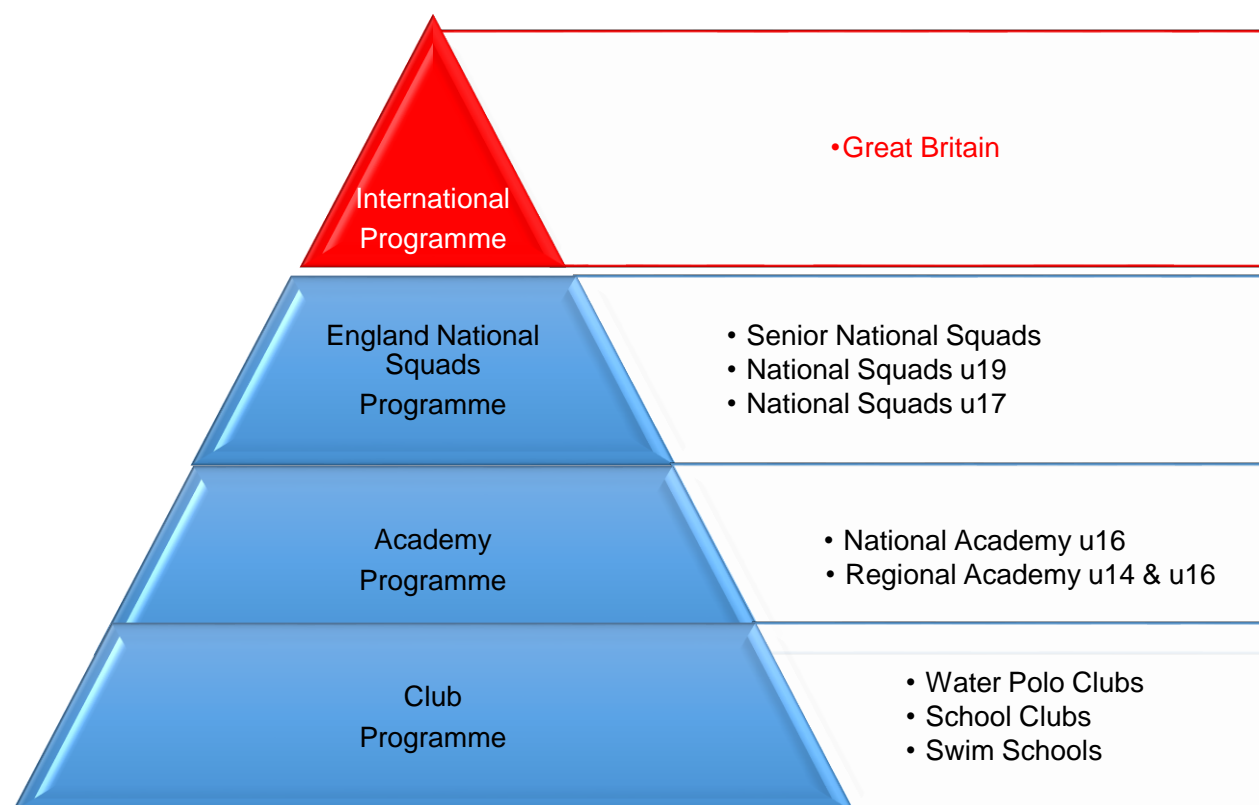 International
Programme
•Great Britain
England National
Squads
Programme
• Senior National Squads
• National Squads u19
• National Squads u17
Academy
Programme
• National Academy u16
• Regional Academy u14 & u16
Club
Programme
• Water Polo Clubs
• School Clubs
• Swim Schools